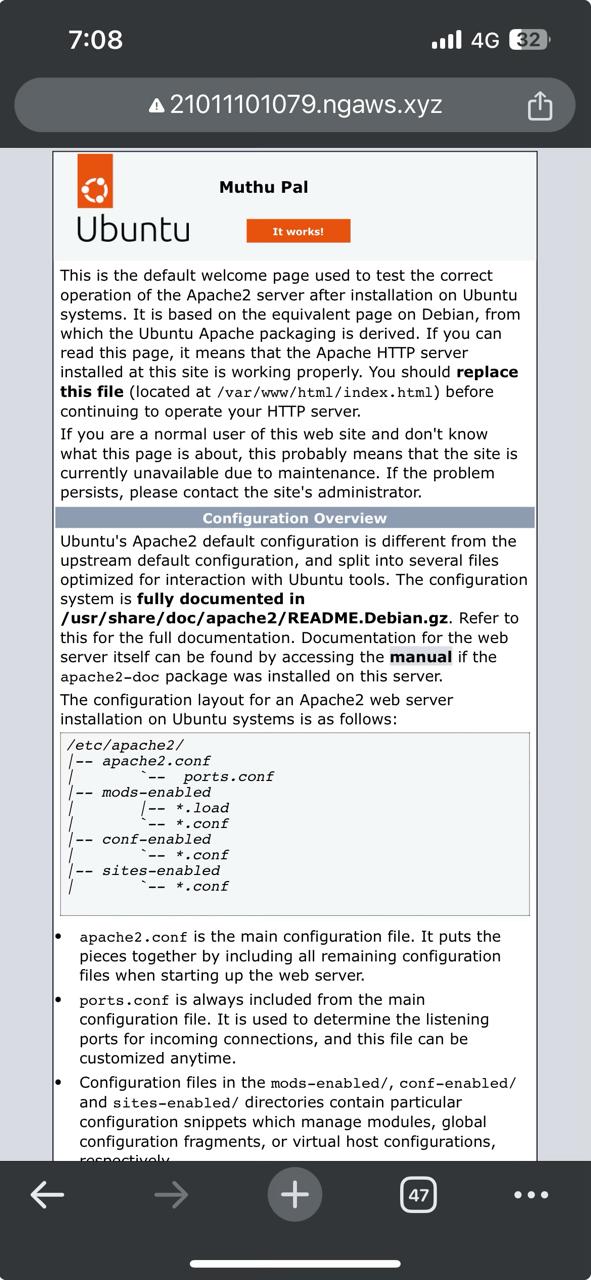 7:08
4G
32
21011101079.ngaws.xyz
Muthu Pal
Ubuntu
It works!
This is the default welcome page used to test the correct
operation of the Apache2 server after installation on Ubuntu
systems. It is based on the equivalent page on Debian, from
which the Ubuntu Apache packaging is derived. If you can
read this page, it means that the Apache HTTP server
installed at this site is working properly. You should replace
this file (located at /var/www/html/index.html) before
continuing to operate your HTTP server.
If you are a normal user of this web site and don't know
what this page is about, this probably means that the site is
currently unavailable due to maintenance. If the problem
persists, please contact the site's administrator.
Configuration Overview
Ubuntu's Apache2 default configuration is different from the
upstream default configuration, and split into several files
optimized for interaction with Ubuntu tools. The configuration
system is fully documented in
/usr/share/doc/apache2/README.Debian.gz. Refer to
this for the full documentation. Documentation for the web
server itself can be found by accessing the manual if the
apache2-doc package was installed on this server.
The configuration layout for an Apache2 web server
installation on Ubuntu systems is as follows:
/etc/apache2/
|-- apache2.conf
|       `--  ports.conf
|-- mods-enabled
|       |-- *.load
|       `-- *.conf
|-- conf-enabled
|       `-- *.conf
|-- sites-enabled
|       `-- *.conf
• apache2.conf is the main configuration file. It puts the
pieces together by including all remaining configuration
files when starting up the web server.
• ports.conf is always included from the main
configuration file. It is used to determine the listening
ports for incoming connections, and this file can be
customized anytime.
• Configuration files in the mods-enabled/, conf-enabled/
and sites-enabled/ directories contain particular
configuration snippets which manage modules, global
configuration fragments, or virtual host configurations,
respectively.
47